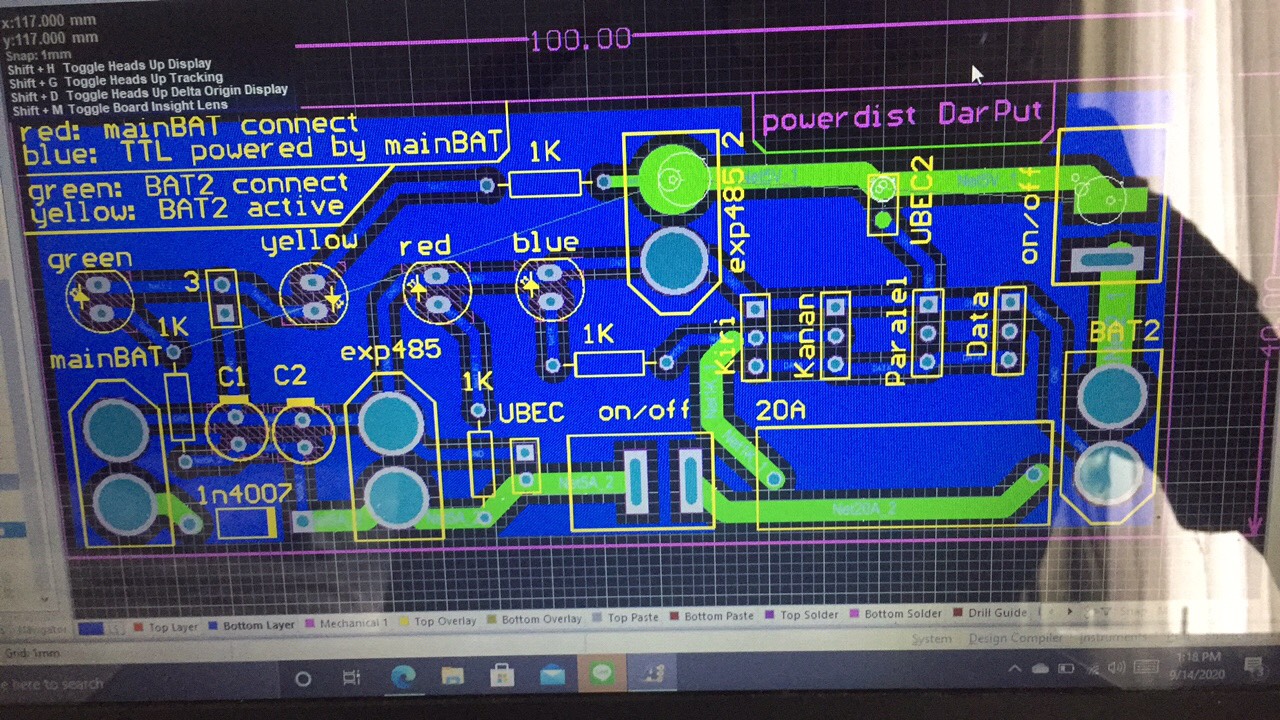 x:117.000 mm
y:117.000 mm
Snap: 1mm
Shift + H Toggle Heads Up Display
Shift + G Toggle Heads Up Tracking
Shift + D Toggle Heads Up Delta Origin Display
Shift + M Toggle Board Insight Lens
100.00
powerdist DarPut
red: mainBAT connect
blue: TTL powered by mainBAT
green: BAT2 connect
yellow: BAT2 active
1K
exp485 2
UBEC2
on/off
green
3
yellow
red
blue
1K
mainBAT
C1
C2
exp485
1K
1K
Kiri
Kanan
Paralel
Data
BAT2
UBEC
on/off
20A
1n4007
Net5A_2
Net20A_2
Top Layer
Bottom Layer
Mechanical 1
Top Overlay
Bottom Overlay
Top Paste
Bottom Paste
Top Solder
Bottom Solder
Drill Guide
System
Design Compiler
Instruments
Grid: 1mm
e here to search
1:18 PM
9/14/2020